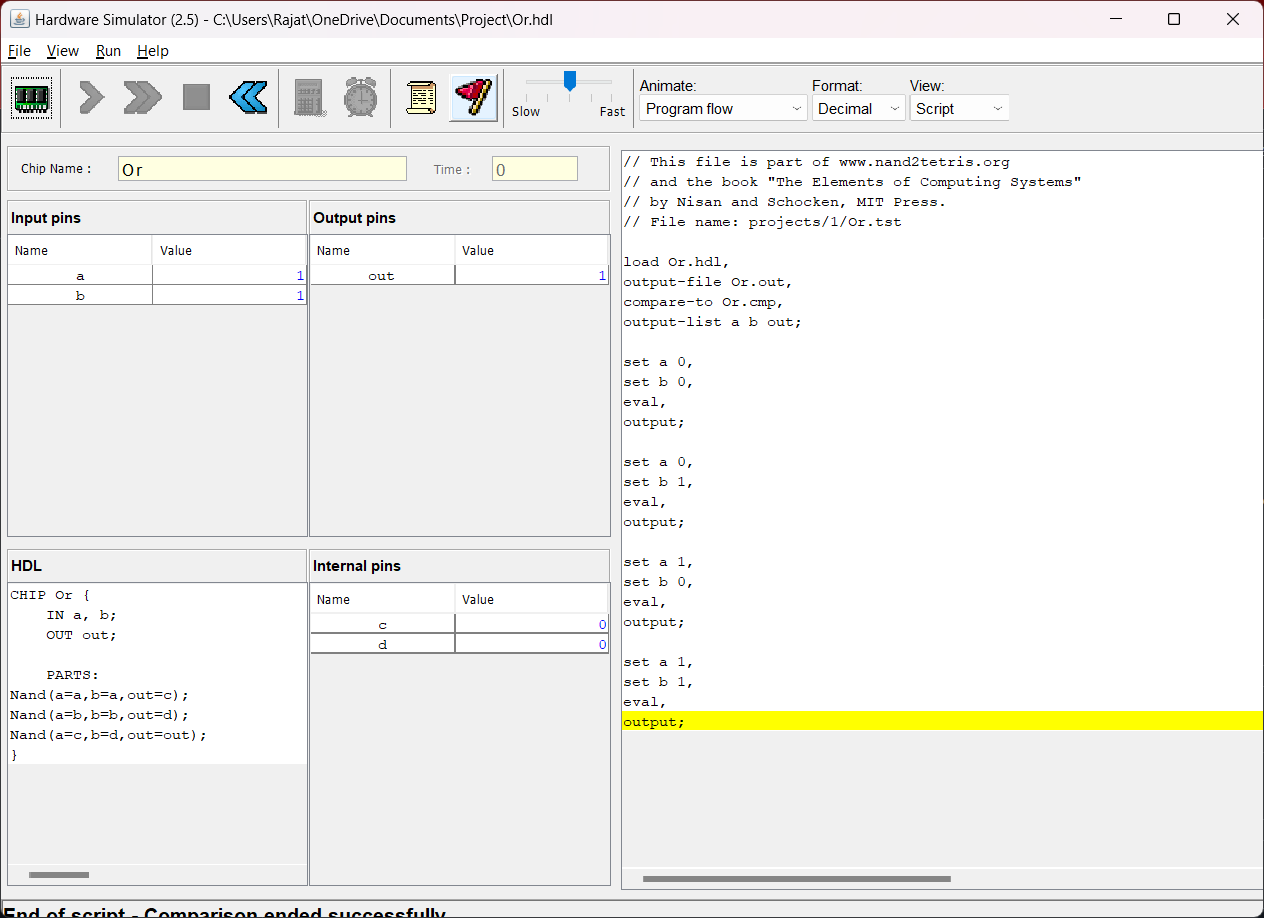 Hardware Simulator (2.5) - C:\Users\Rajat\OneDrive\Documents\Project\Or.hdl
File View Run Help
Slow Fast
Animate: Format: View:
Program flow Decimal Script
Chip Name : Or Time : 0
Input pins
Name Value
a 1
b 1
Output pins
Name Value
out 1
HDL
CHIP Or {
    IN a, b;
    OUT out;

    PARTS:
Nand(a=a,b=a,out=c);
Nand(a=b,b=b,out=d);
Nand(a=c,b=d,out=out);
}
Internal pins
Name Value
c 0
d 0
// This file is part of www.nand2tetris.org
// and the book "The Elements of Computing Systems"
// by Nisan and Schocken, MIT Press.
// File name: projects/1/Or.tst

load Or.hdl,
output-file Or.out,
compare-to Or.cmp,
output-list a b out;

set a 0,
set b 0,
eval,
output;

set a 0,
set b 1,
eval,
output;

set a 1,
set b 0,
eval,
output;

set a 1,
set b 1,
eval,
output;
End of script - Comparison ended successfully